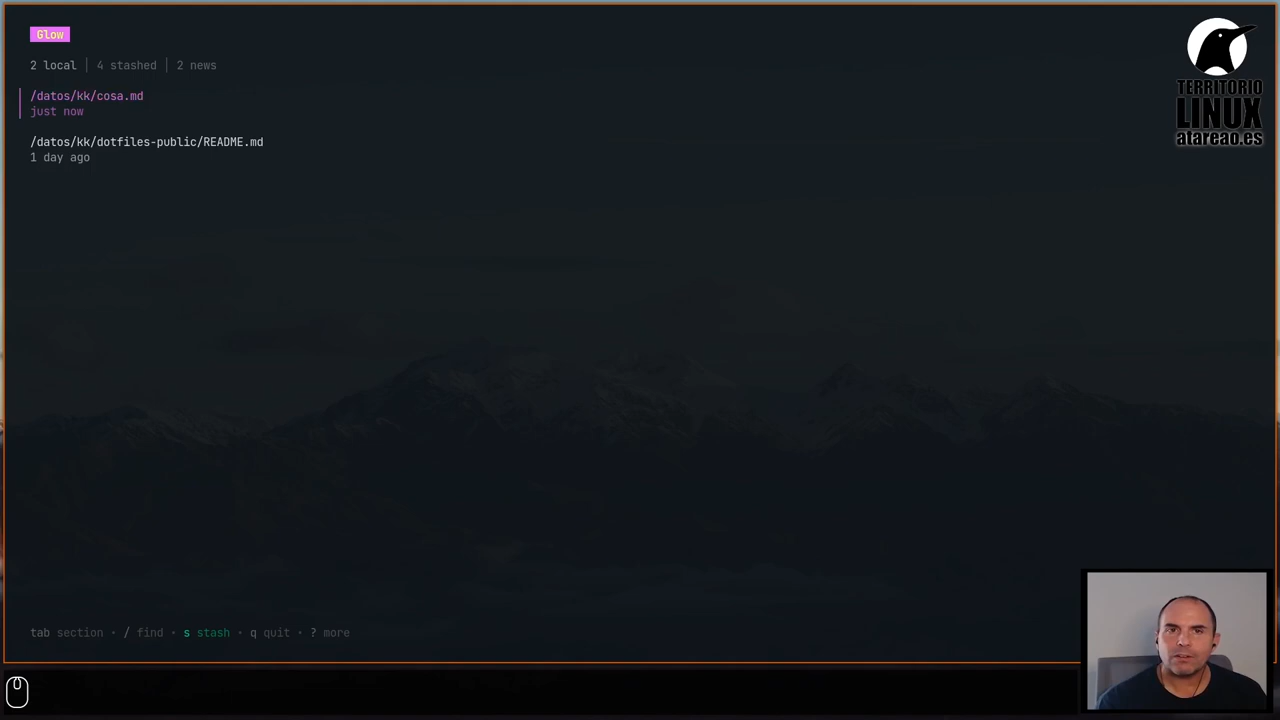 Glow
2 local │ 4 stashed │ 2 news
/datos/kk/cosa.md
just now
/datos/kk/dotfiles-public/README.md
1 day ago
tab section • / find • s stash • q quit • ? more
TERRITORIO
LINUX
atareao.es